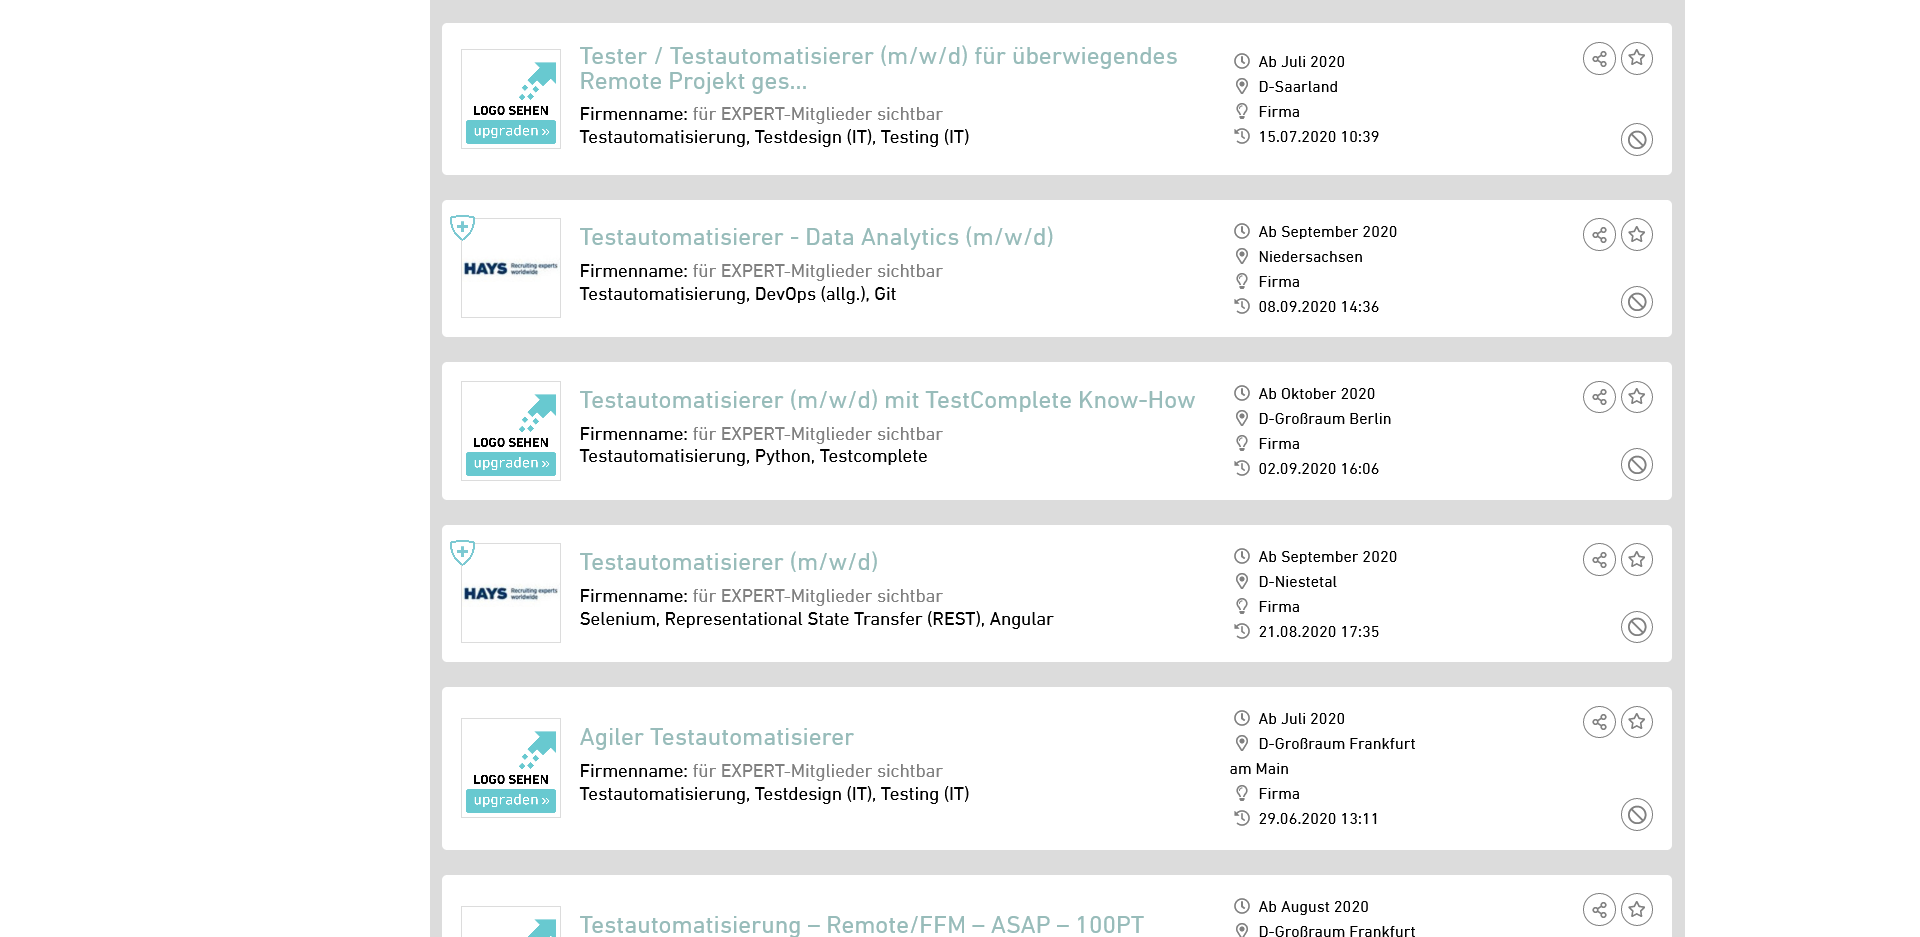 Tester / Testautomatisierer (m/w/d) für überwiegendes
Remote Projekt ges...
LOGO SEHEN
upgraden »
Firmenname: für EXPERT-Mitglieder sichtbar
Testautomatisierung, Testdesign (IT), Testing (IT)
Ab Juli 2020
D-Saarland
Firma
15.07.2020 10:39
HAYS Recruiting experts
worldwide
Testautomatisierer - Data Analytics (m/w/d)
Firmenname: für EXPERT-Mitglieder sichtbar
Testautomatisierung, DevOps (allg.), Git
Ab September 2020
Niedersachsen
Firma
08.09.2020 14:36
LOGO SEHEN
upgraden »
Testautomatisierer (m/w/d) mit TestComplete Know-How
Firmenname: für EXPERT-Mitglieder sichtbar
Testautomatisierung, Python, Testcomplete
Ab Oktober 2020
D-Großraum Berlin
Firma
02.09.2020 16:06
HAYS Recruiting experts
worldwide
Testautomatisierer (m/w/d)
Firmenname: für EXPERT-Mitglieder sichtbar
Selenium, Representational State Transfer (REST), Angular
Ab September 2020
D-Niestetal
Firma
21.08.2020 17:35
LOGO SEHEN
upgraden »
Agiler Testautomatisierer
Firmenname: für EXPERT-Mitglieder sichtbar
Testautomatisierung, Testdesign (IT), Testing (IT)
Ab Juli 2020
D-Großraum Frankfurt
am Main
Firma
29.06.2020 13:11
Testautomatisierung – Remote/FFM – ASAP – 100PT
Ab August 2020
D-Großraum Frankfurt